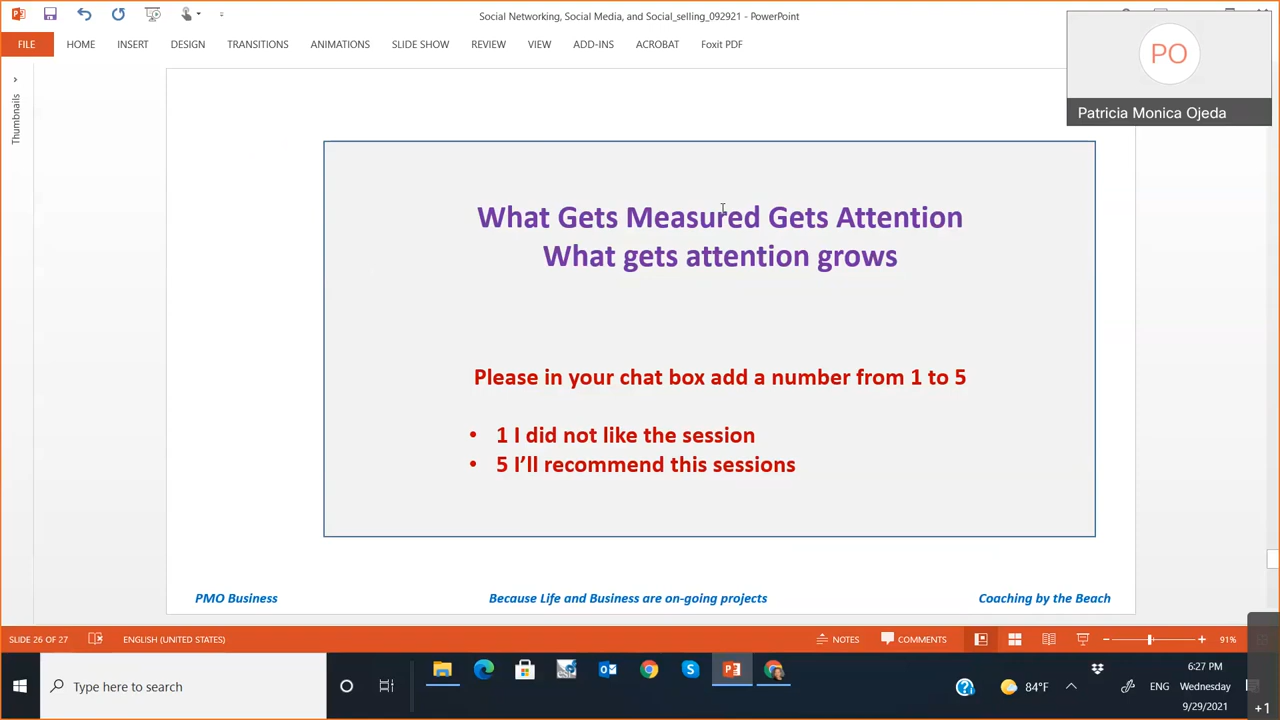 Social Networking, Social Media, and Social_selling_092921 - PowerPoint
FILE HOME INSERT DESIGN TRANSITIONS ANIMATIONS SLIDE SHOW REVIEW VIEW ADD-INS ACROBAT Foxit PDF
PO
Patricia Monica Ojeda
Thumbnails
What Gets Measured Gets Attention
What gets attention grows
Please in your chat box add a number from 1 to 5
• 1 I did not like the session
• 5 I’ll recommend this sessions
PMO Business Because Life and Business are on-going projects Coaching by the Beach
SLIDE 26 OF 27 ENGLISH (UNITED STATES) NOTES COMMENTS 91%
Type here to search 84°F ENG 6:27 PM
Wednesday
9/29/2021
+1